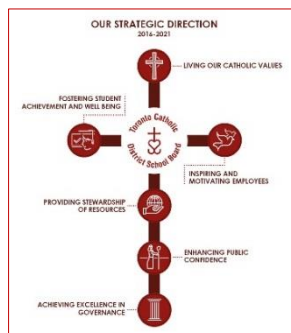 OUR STRATEGIC DIRECTION
2016-2021
LIVING OUR CATHOLIC VALUES
FOSTERING STUDENT
ACHIEVEMENT AND WELL BEING
Toronto Catholic
District School Board
INSPIRING AND
MOTIVATING EMPLOYEES
PROVIDING STEWARDSHIP
OF RESOURCES
ENHANCING PUBLIC
CONFIDENCE
ACHIEVING EXCELLENCE IN
GOVERNANCE